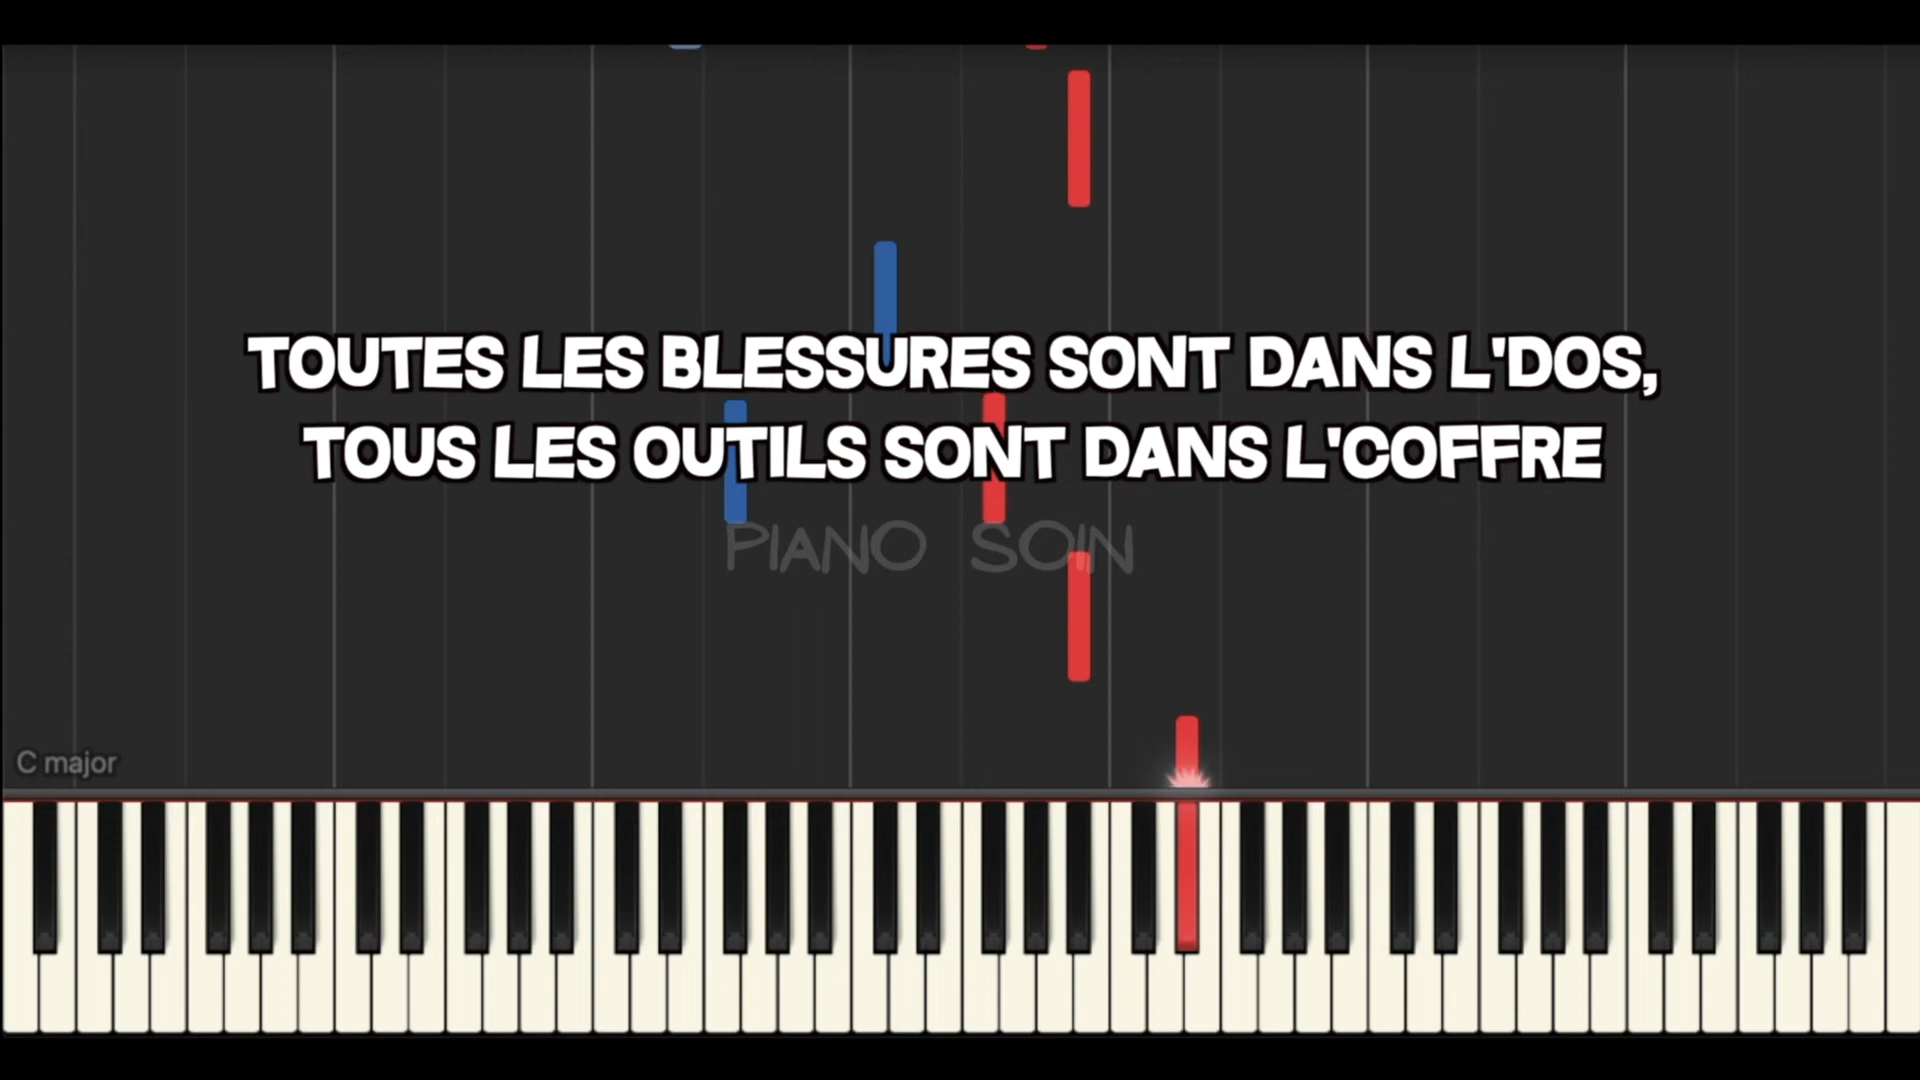 TOUTES LES BLESSURES SONT DANS L'DOS,
TOUS LES OUTILS SONT DANS L'COFFRE
PIANO SOIN
C major